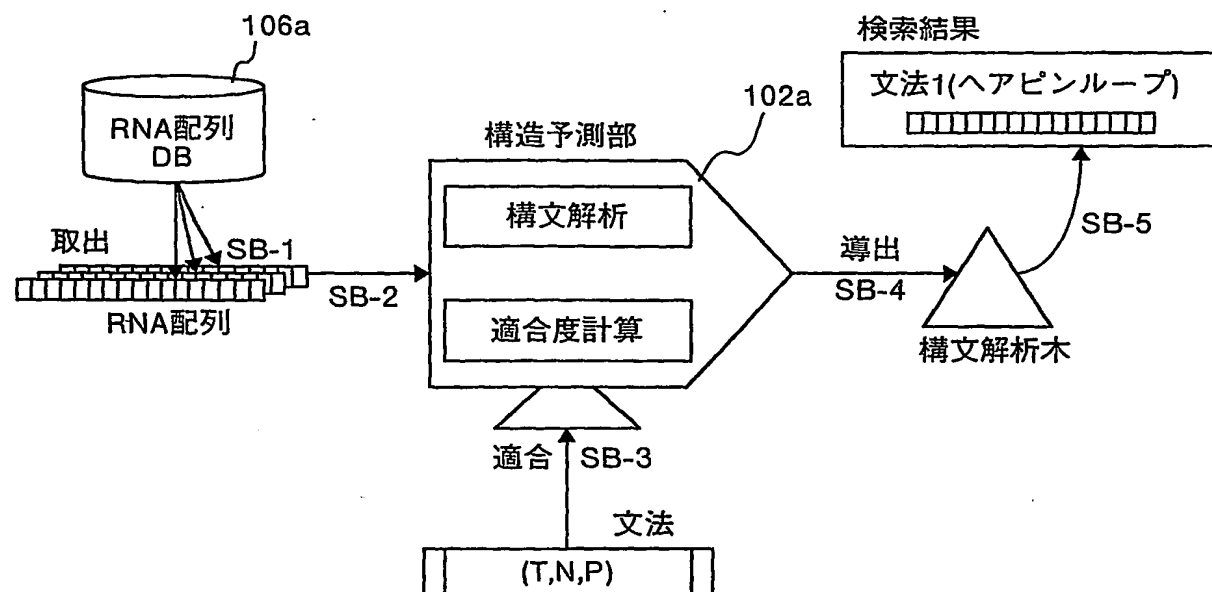 106a
RNA配列
DB
取出
SB-1
RNA配列
SB-2
構造予測部
102a
構文解析
適合度計算
適合
SB-3
文法
(T,N,P)
導出
SB-4
構文解析木
SB-5
検索結果
文法1(ヘアピンループ)